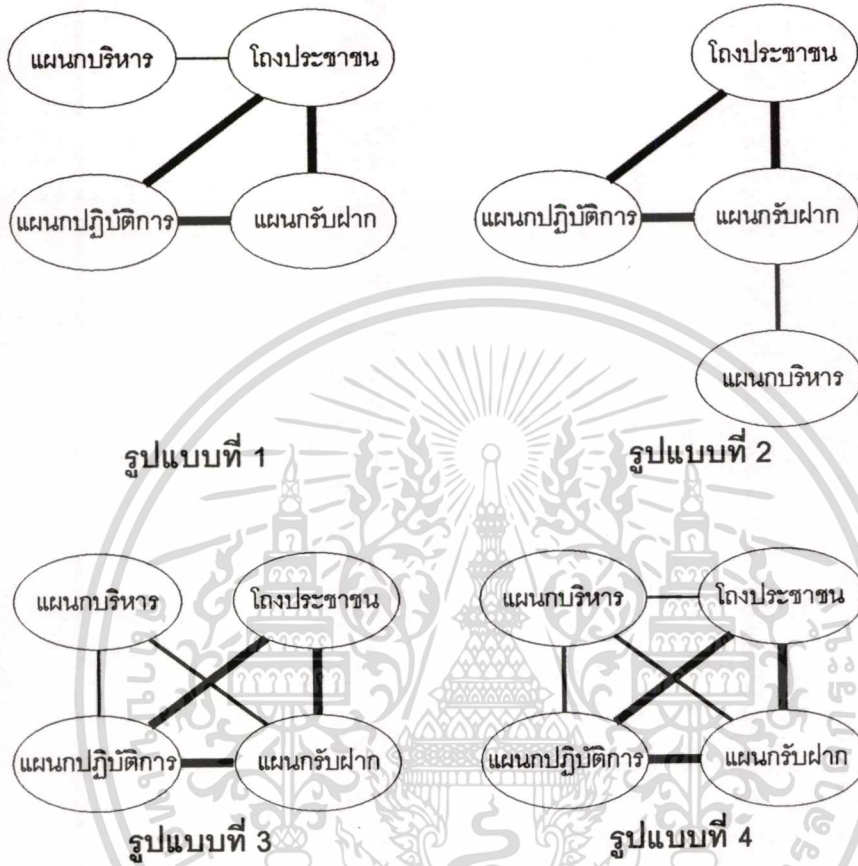 แผนกบริหาร โถงประชาชน
แผนกปฏิบัติการ แผนกรับฝาก
รูปแบบที่ 1
โถงประชาชน
แผนกปฏิบัติการ แผนกรับฝาก
แผนกบริหาร
รูปแบบที่ 2
แผนกบริหาร โถงประชาชน
แผนกปฏิบัติการ แผนกรับฝาก
รูปแบบที่ 3
แผนกบริหาร โถงประชาชน
แผนกปฏิบัติการ แผนกรับฝาก
รูปแบบที่ 4